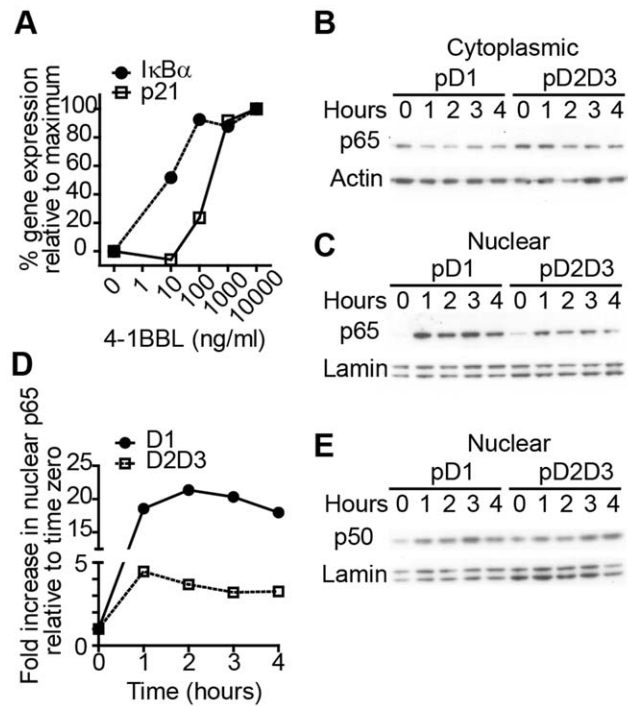 A
IκBα
p21
% gene expression
relative to maximum
100
80
60
40
20
0
0
1
10
100
1000
10000
4-1BBL (ng/ml)
B
Cytoplasmic
pD1 pD2D3
Hours 0 1 2 3 4 0 1 2 3 4
p65
Actin
C
Nuclear
pD1 pD2D3
Hours 0 1 2 3 4 0 1 2 3 4
p65
Lamin
D
D1
D2D3
Fold increase in nuclear p65
relative to time zero
25
20
15
5
0
0 1 2 3 4
Time (hours)
E
Nuclear
pD1 pD2D3
Hours 0 1 2 3 4 0 1 2 3 4
p50
Lamin